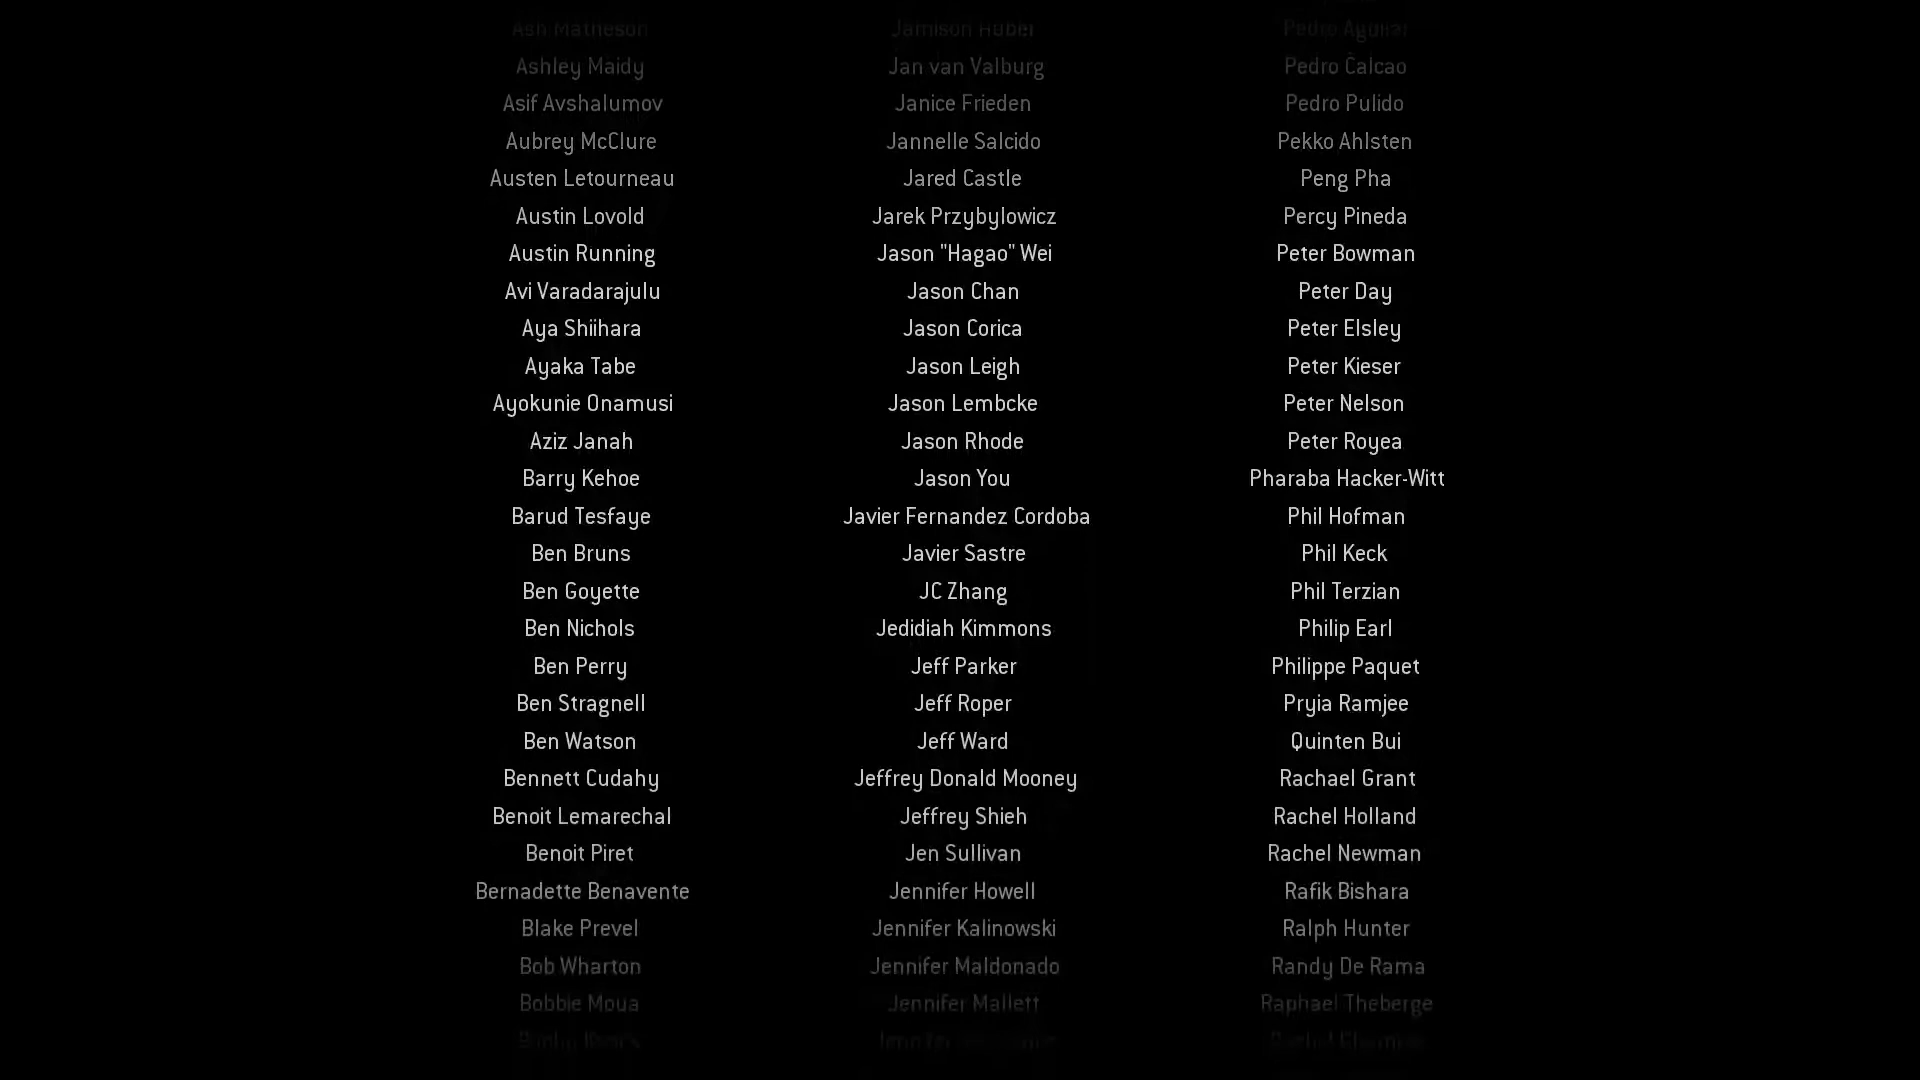 Ash Matheson
Ashley Maidy
Asif Avshalumov
Aubrey McClure
Austen Letourneau
Austin Lovold
Austin Running
Avi Varadarajulu
Aya Shiihara
Ayaka Tabe
Ayokunie Onamusi
Aziz Janah
Barry Kehoe
Barud Tesfaye
Ben Bruns
Ben Goyette
Ben Nichols
Ben Perry
Ben Stragnell
Ben Watson
Bennett Cudahy
Benoit Lemarechal
Benoit Piret
Bernadette Benavente
Blake Prevel
Bob Wharton
Bobbie Moua
Jamison Huber
Jan van Valburg
Janice Frieden
Jannelle Salcido
Jared Castle
Jarek Przybylowicz
Jason "Hagao" Wei
Jason Chan
Jason Corica
Jason Leigh
Jason Lembcke
Jason Rhode
Jason You
Javier Fernandez Cordoba
Javier Sastre
JC Zhang
Jedidiah Kimmons
Jeff Parker
Jeff Roper
Jeff Ward
Jeffrey Donald Mooney
Jeffrey Shieh
Jen Sullivan
Jennifer Howell
Jennifer Kalinowski
Jennifer Maldonado
Jennifer Mallett
Pedro Aguilar
Pedro Calcao
Pedro Pulido
Pekko Ahlsten
Peng Pha
Percy Pineda
Peter Bowman
Peter Day
Peter Elsley
Peter Kieser
Peter Nelson
Peter Royea
Pharaba Hacker-Witt
Phil Hofman
Phil Keck
Phil Terzian
Philip Earl
Philippe Paquet
Pryia Ramjee
Quinten Bui
Rachael Grant
Rachel Holland
Rachel Newman
Rafik Bishara
Ralph Hunter
Randy De Rama
Raphael Theberge